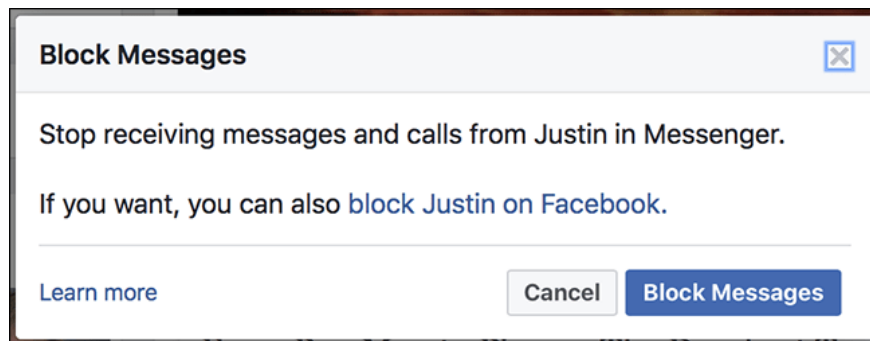 Block Messages
Stop receiving messages and calls from Justin in Messenger.
If you want, you can also block Justin on Facebook.
Learn more
Cancel
Block Messages